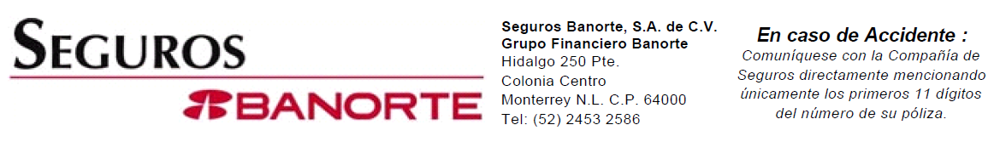 SEGUROS
BANORTE
Seguros Banorte, S.A. de C.V.
Grupo Financiero Banorte
Hidalgo 250 Pte.
Colonia Centro
Monterrey N.L. C.P. 64000
Tel: (52) 2453 2586
En caso de Accidente :
Comuníquese con la Compañía de
Seguros directamente mencionando
únicamente los primeros 11 dígitos
del número de su póliza.